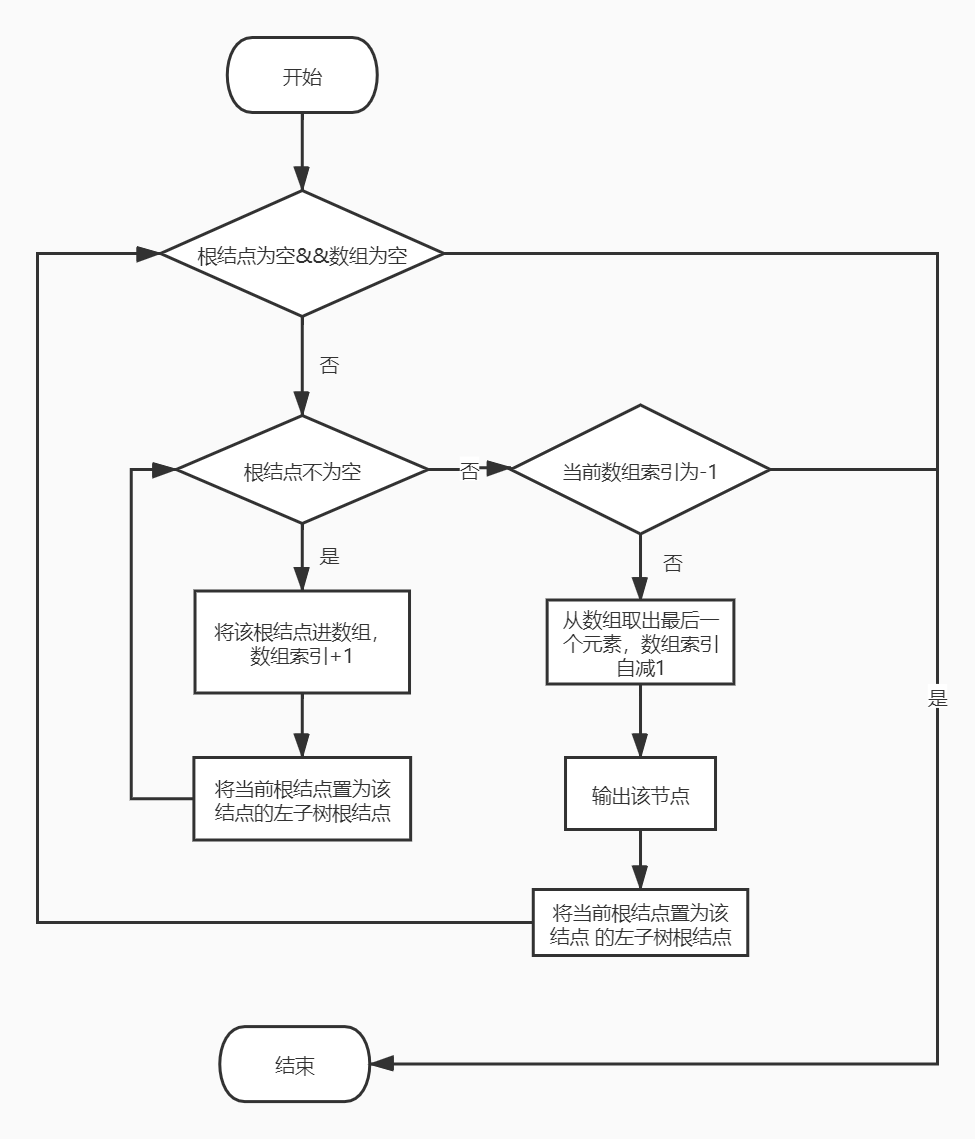 开始
根结点为空&&数组为空
否
根结点不为空
否
当前数组索引为-1
是
否
将该根结点进数组,
数组索引+1
从数组取出最后一
个元素，数组索引
自减1
是
将当前根结点置为该
结点的左子树根结点
输出该节点
将当前根结点置为该
结点 的左子树根结点
结束